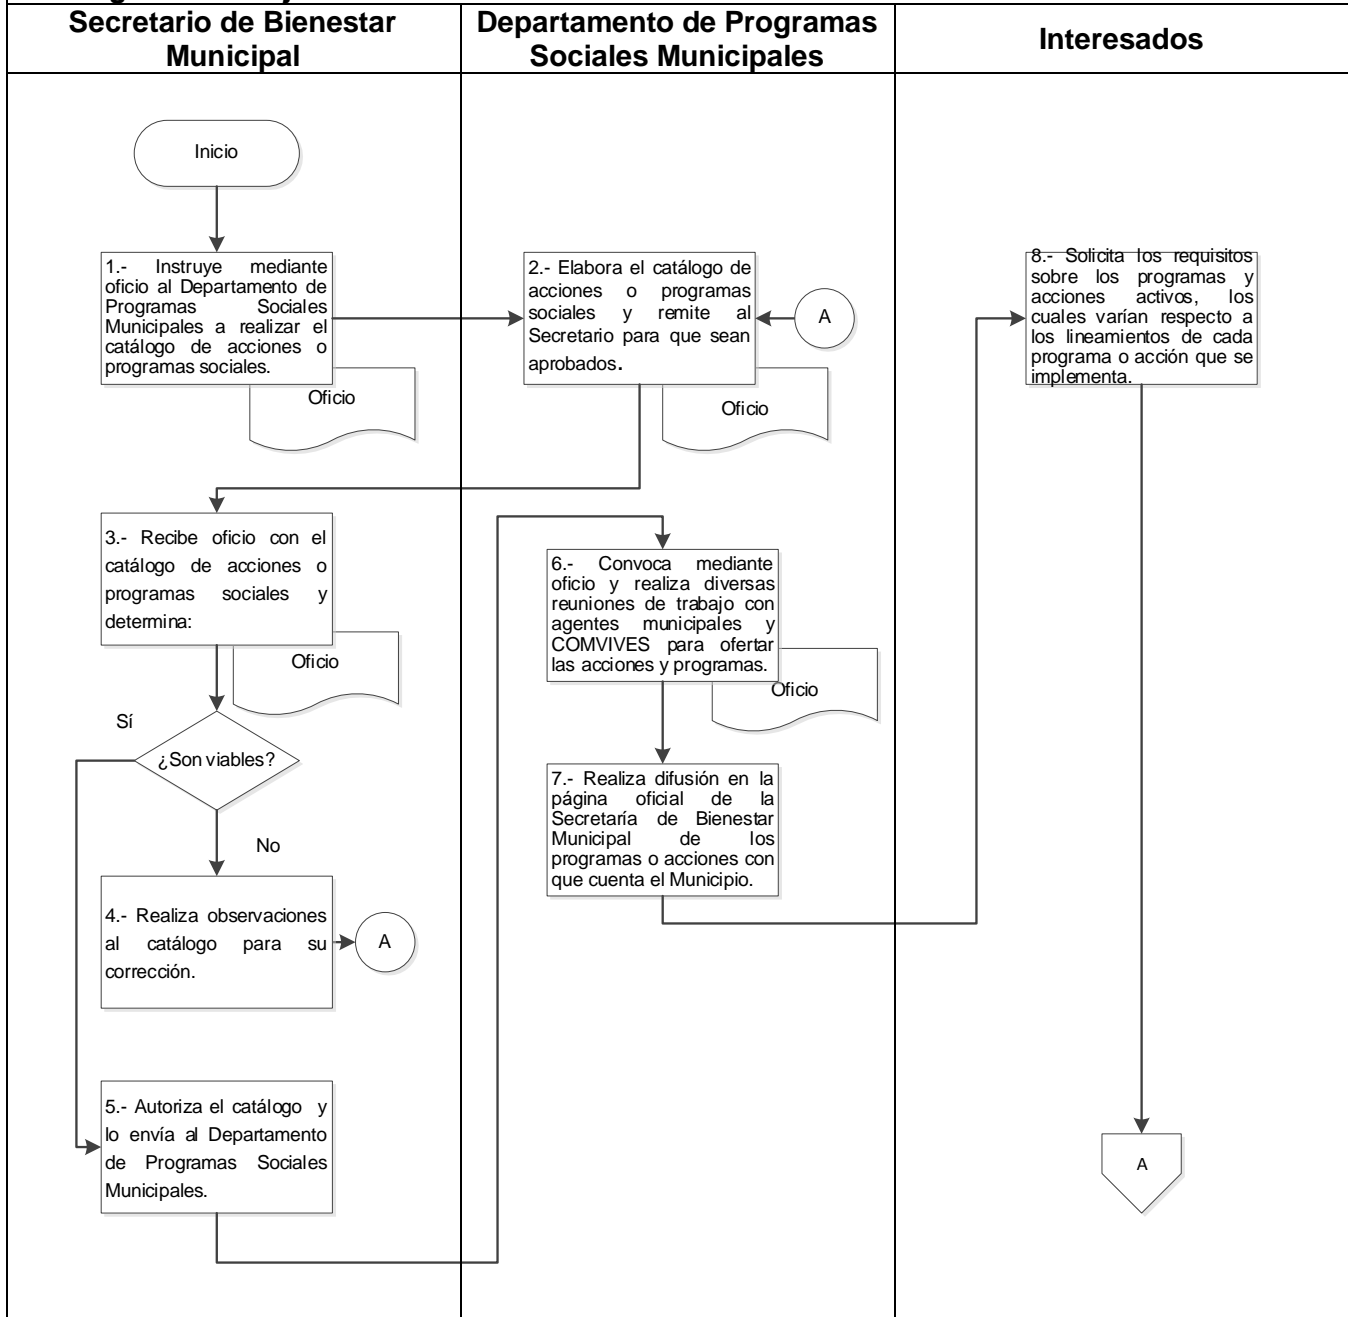 Secretario de Bienestar
Municipal
Departamento de Programas
Sociales Municipales
Interesados
Inicio
1.- Instruye mediante
oficio al Departamento de
Programas Sociales
Municipales a realizar el
catálogo de acciones o
programas sociales.
Oficio
2.- Elabora el catálogo de
acciones o programas
sociales y remite al
Secretario para que sean
aprobados.
A
Oficio
8.- Solicita los requisitos
sobre los programas y
acciones activos, los
cuales varían respecto a
los lineamientos de cada
programa o acción que se
implementa.
3.- Recibe oficio con el
catálogo de acciones o
programas sociales y
determina:
Oficio
Sí
¿Son viables?
No
4.- Realiza observaciones
al catálogo para su
corrección.
A
5.- Autoriza el catálogo y
lo envía al Departamento
de Programas Sociales
Municipales.
6.- Convoca mediante
oficio y realiza diversas
reuniones de trabajo con
agentes municipales y
COMVIVES para ofertar
las acciones y programas.
Oficio
7.- Realiza difusión en la
página oficial de la
Secretaría de Bienestar
Municipal de los
programas o acciones con
que cuenta el Municipio.
A